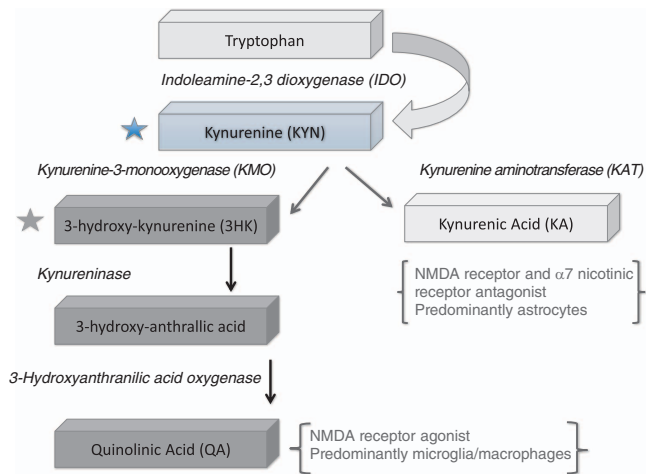 Tryptophan
Indoleamine-2,3 dioxygenase (IDO)
Kynurenine (KYN)
Kynurenine-3-monooxygenase (KMO)
Kynurenine aminotransferase (KAT)
3-hydroxy-kynurenine (3HK)
Kynurenic Acid (KA)
Kynureninase
NMDA receptor and α7 nicotinic
receptor antagonist
Predominantly astrocytes
3-hydroxy-anthrallic acid
3-Hydroxyanthranilic acid oxygenase
Quinolinic Acid (QA)
NMDA receptor agonist
Predominantly microglia/macrophages